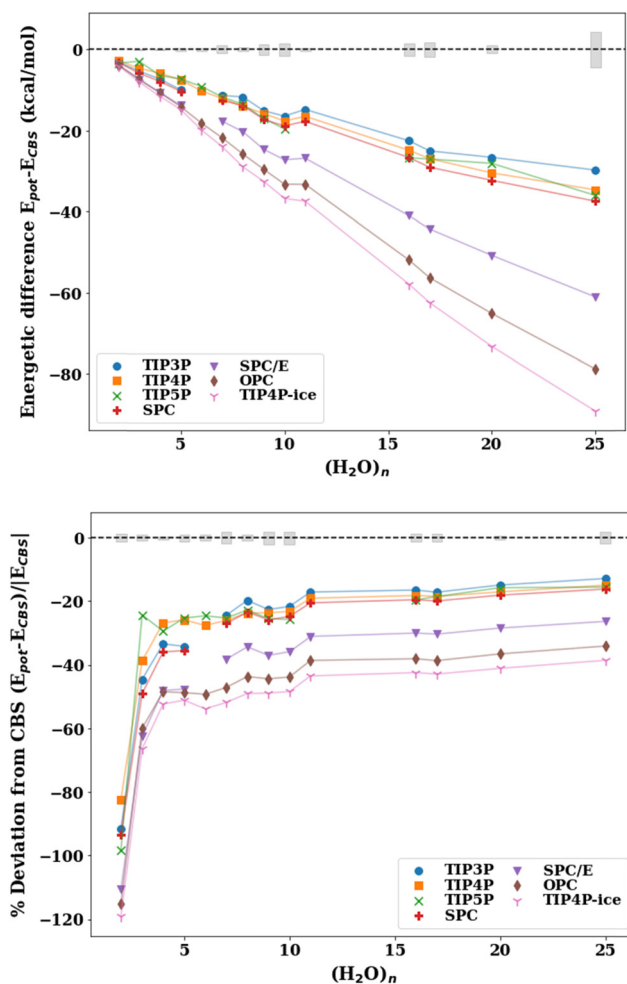 Energetic difference E_pot-E_CBS (kcal/mol)
0
−20
−40
−60
−80
TIP3P
TIP4P
TIP5P
SPC
SPC/E
OPC
TIP4P-ice
5
10
15
20
25
(H₂O)ₙ
% Deviation from CBS (E_pot-E_CBS)/|E_CBS|
0
−20
−40
−60
−80
−100
−120
TIP3P
TIP4P
TIP5P
SPC
SPC/E
OPC
TIP4P-ice
5
10
15
20
25
(H₂O)ₙ